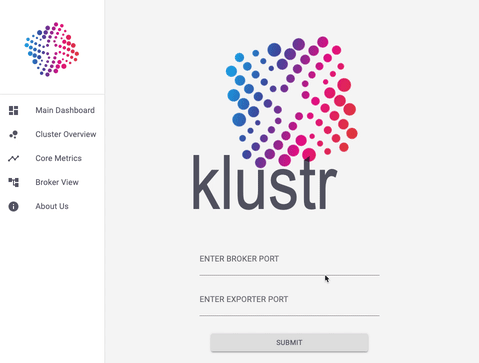 klustr
Main Dashboard
Cluster Overview
Core Metrics
Broker View
About Us
ENTER BROKER PORT
ENTER EXPORTER PORT
SUBMIT